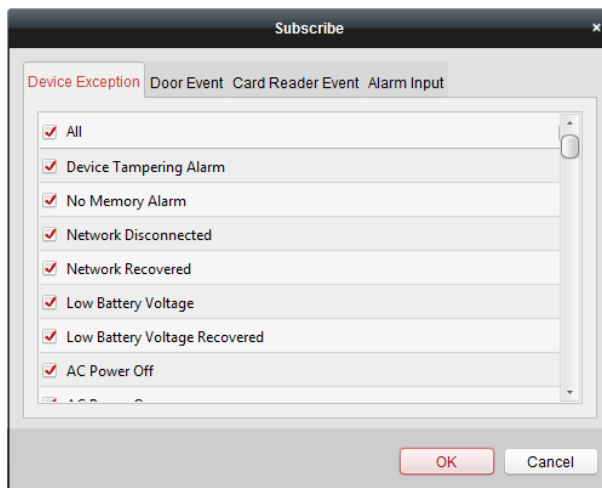 Subscribe
Device Exception Door Event Card Reader Event Alarm Input
All
Device Tampering Alarm
No Memory Alarm
Network Disconnected
Network Recovered
Low Battery Voltage
Low Battery Voltage Recovered
AC Power Off
OK Cancel